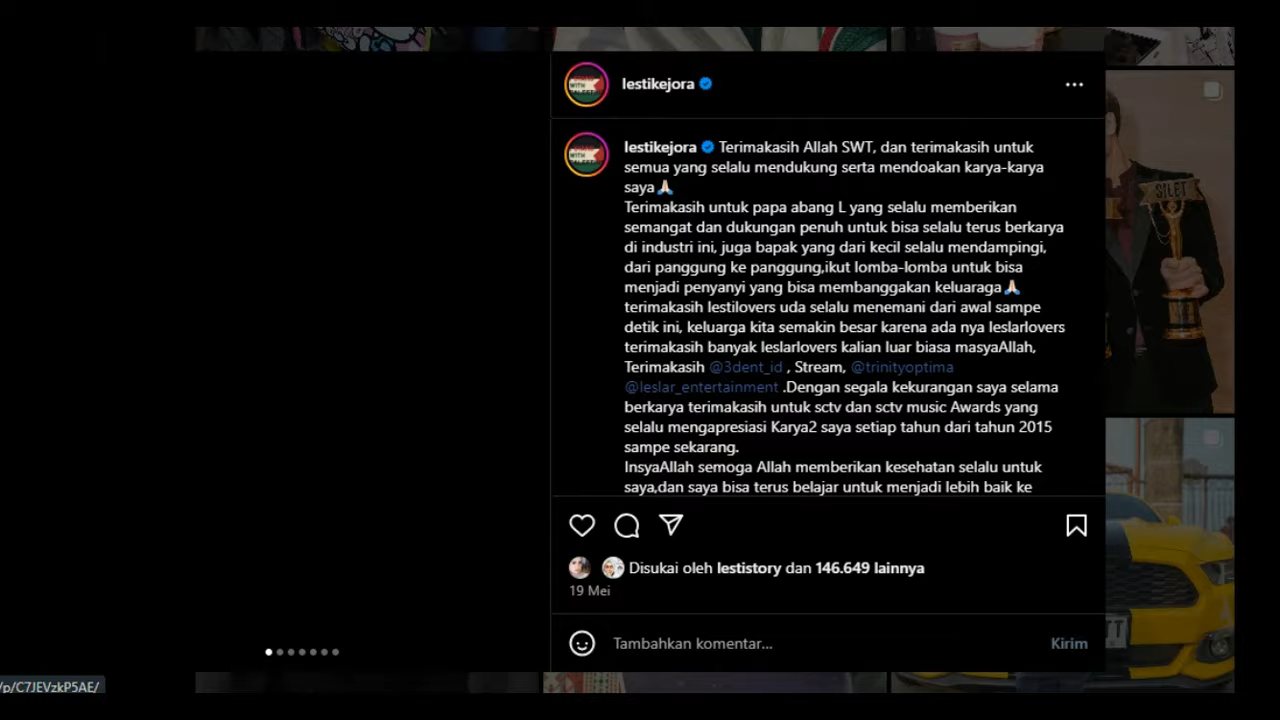 lestikejora
lestikejora Terimakasih Allah SWT, dan terimakasih untuk
semua yang selalu mendukung serta mendoakan karya-karya
saya🙏🏻
Terimakasih untuk papa abang L yang selalu memberikan
semangat dan dukungan penuh untuk bisa selalu terus berkarya
di industri ini, juga bapak yang dari kecil selalu mendampingi,
dari panggung ke panggung,ikut lomba-lomba untuk bisa
menjadi penyanyi yang bisa membanggakan keluaraga🙏🏻
terimakasih lestilovers uda selalu menemani dari awal sampe
detik ini, keluarga kita semakin besar karena ada nya leslarlovers
terimakasih banyak leslarlovers kalian luar biasa masyaAllah,
Terimakasih @3dent_id , Stream, @trinityoptima
@leslar_entertainment .Dengan segala kekurangan saya selama
berkarya terimakasih untuk sctv dan sctv music Awards yang
selalu mengapresiasi Karya2 saya setiap tahun dari tahun 2015
sampe sekarang.
InsyaAllah semoga Allah memberikan kesehatan selalu untuk
saya,dan saya bisa terus belajar untuk menjadi lebih baik ke
Disukai oleh lestistory dan 146.649 lainnya
19 Mei
Tambahkan komentar...
Kirim
/p/C7JEVzkP5AE/
SILET